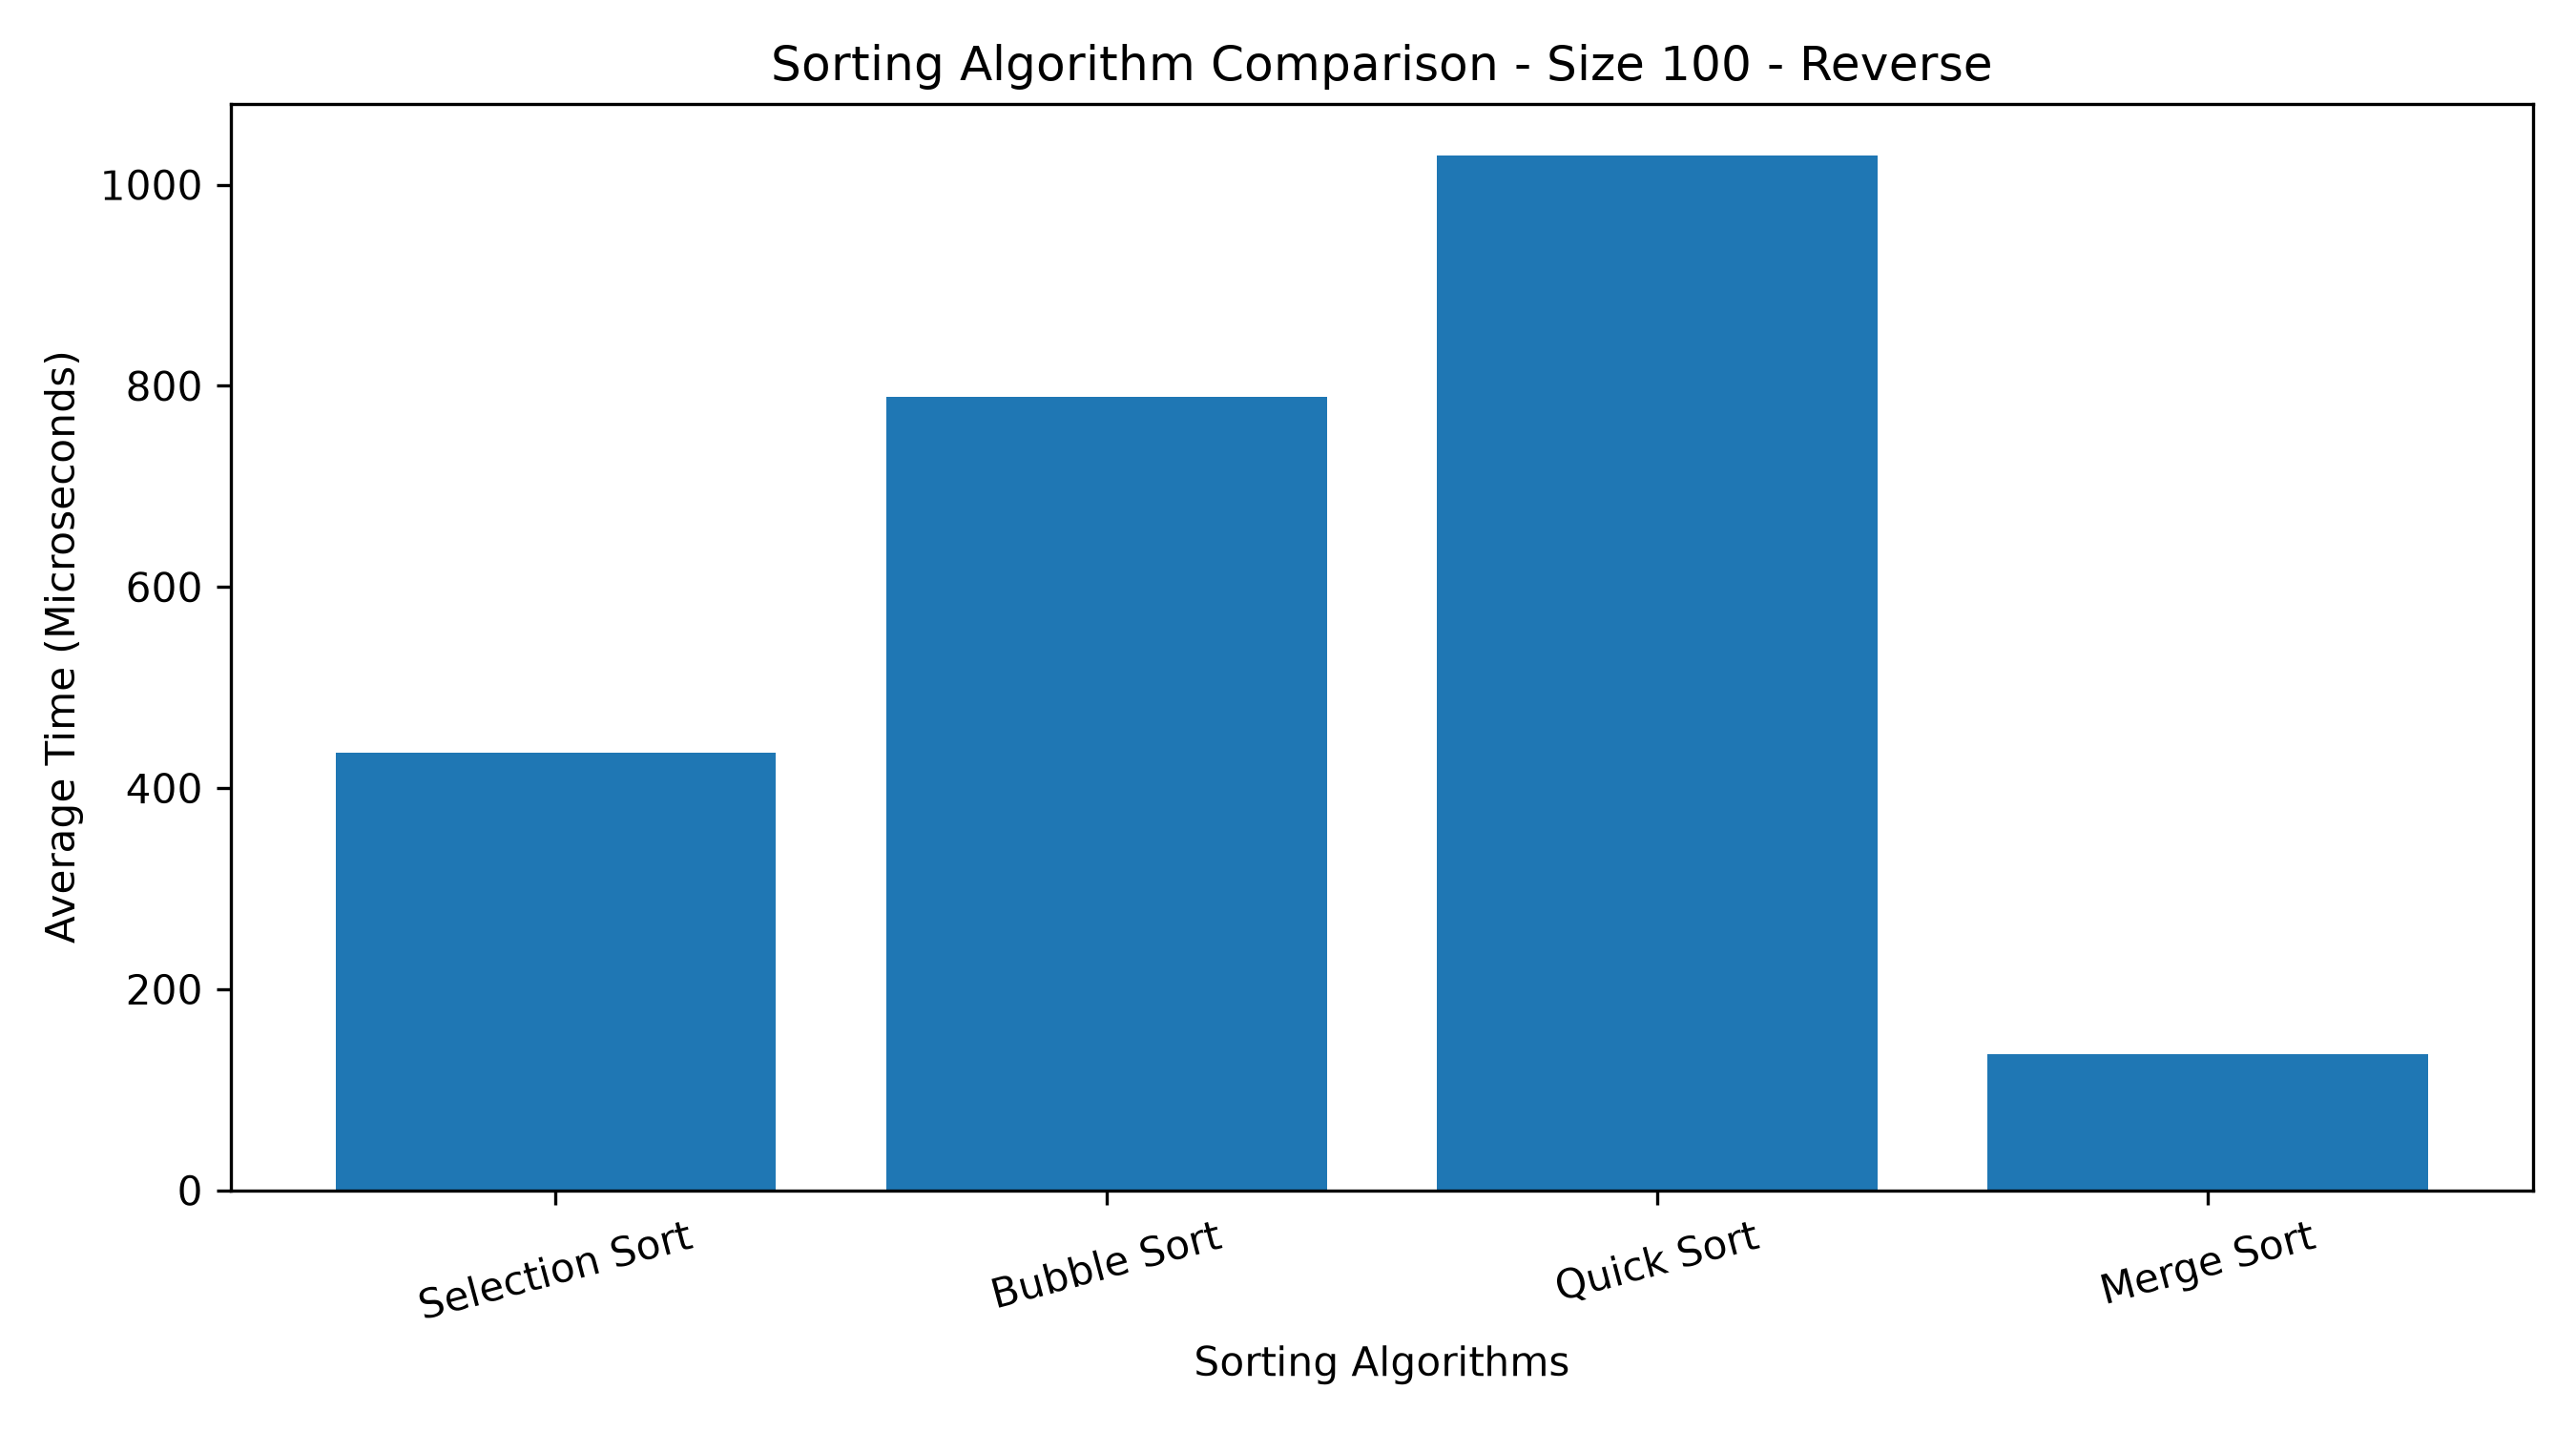 Sorting Algorithm Comparison - Size 100 - Reverse
Average Time (Microseconds)
1000
800
600
400
200
0
Selection Sort
Bubble Sort
Quick Sort
Merge Sort
Sorting Algorithms